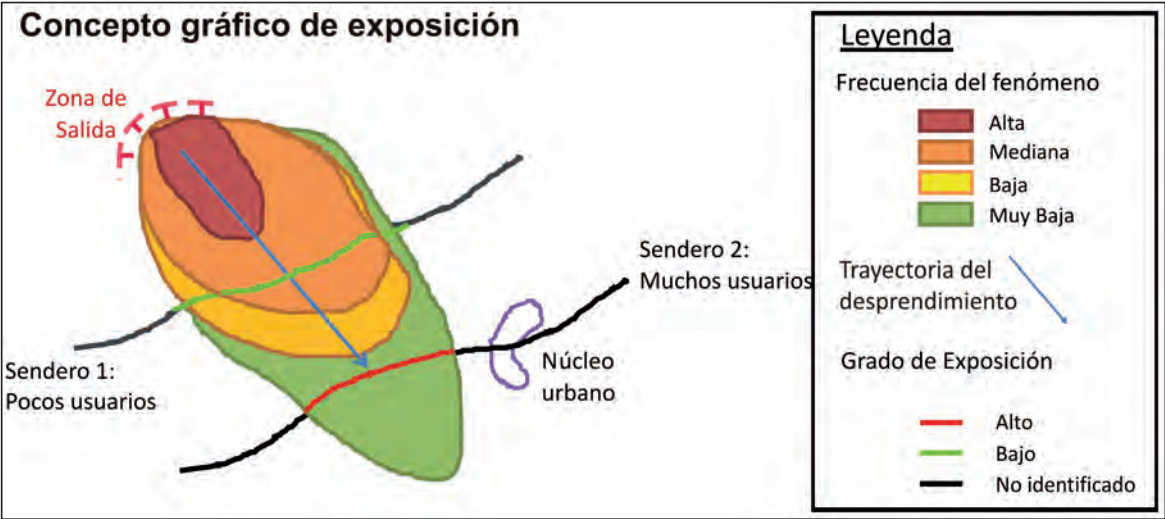 Concepto gráfico de exposición
Zona de
Salida
Sendero 1:
Pocos usuarios
Sendero 2:
Muchos usuarios
Núcleo
urbano
Leyenda
Frecuencia del fenómeno
Alta
Mediana
Baja
Muy Baja
Trayectoria del
desprendimiento
Grado de Exposición
Alto
Bajo
No identificado